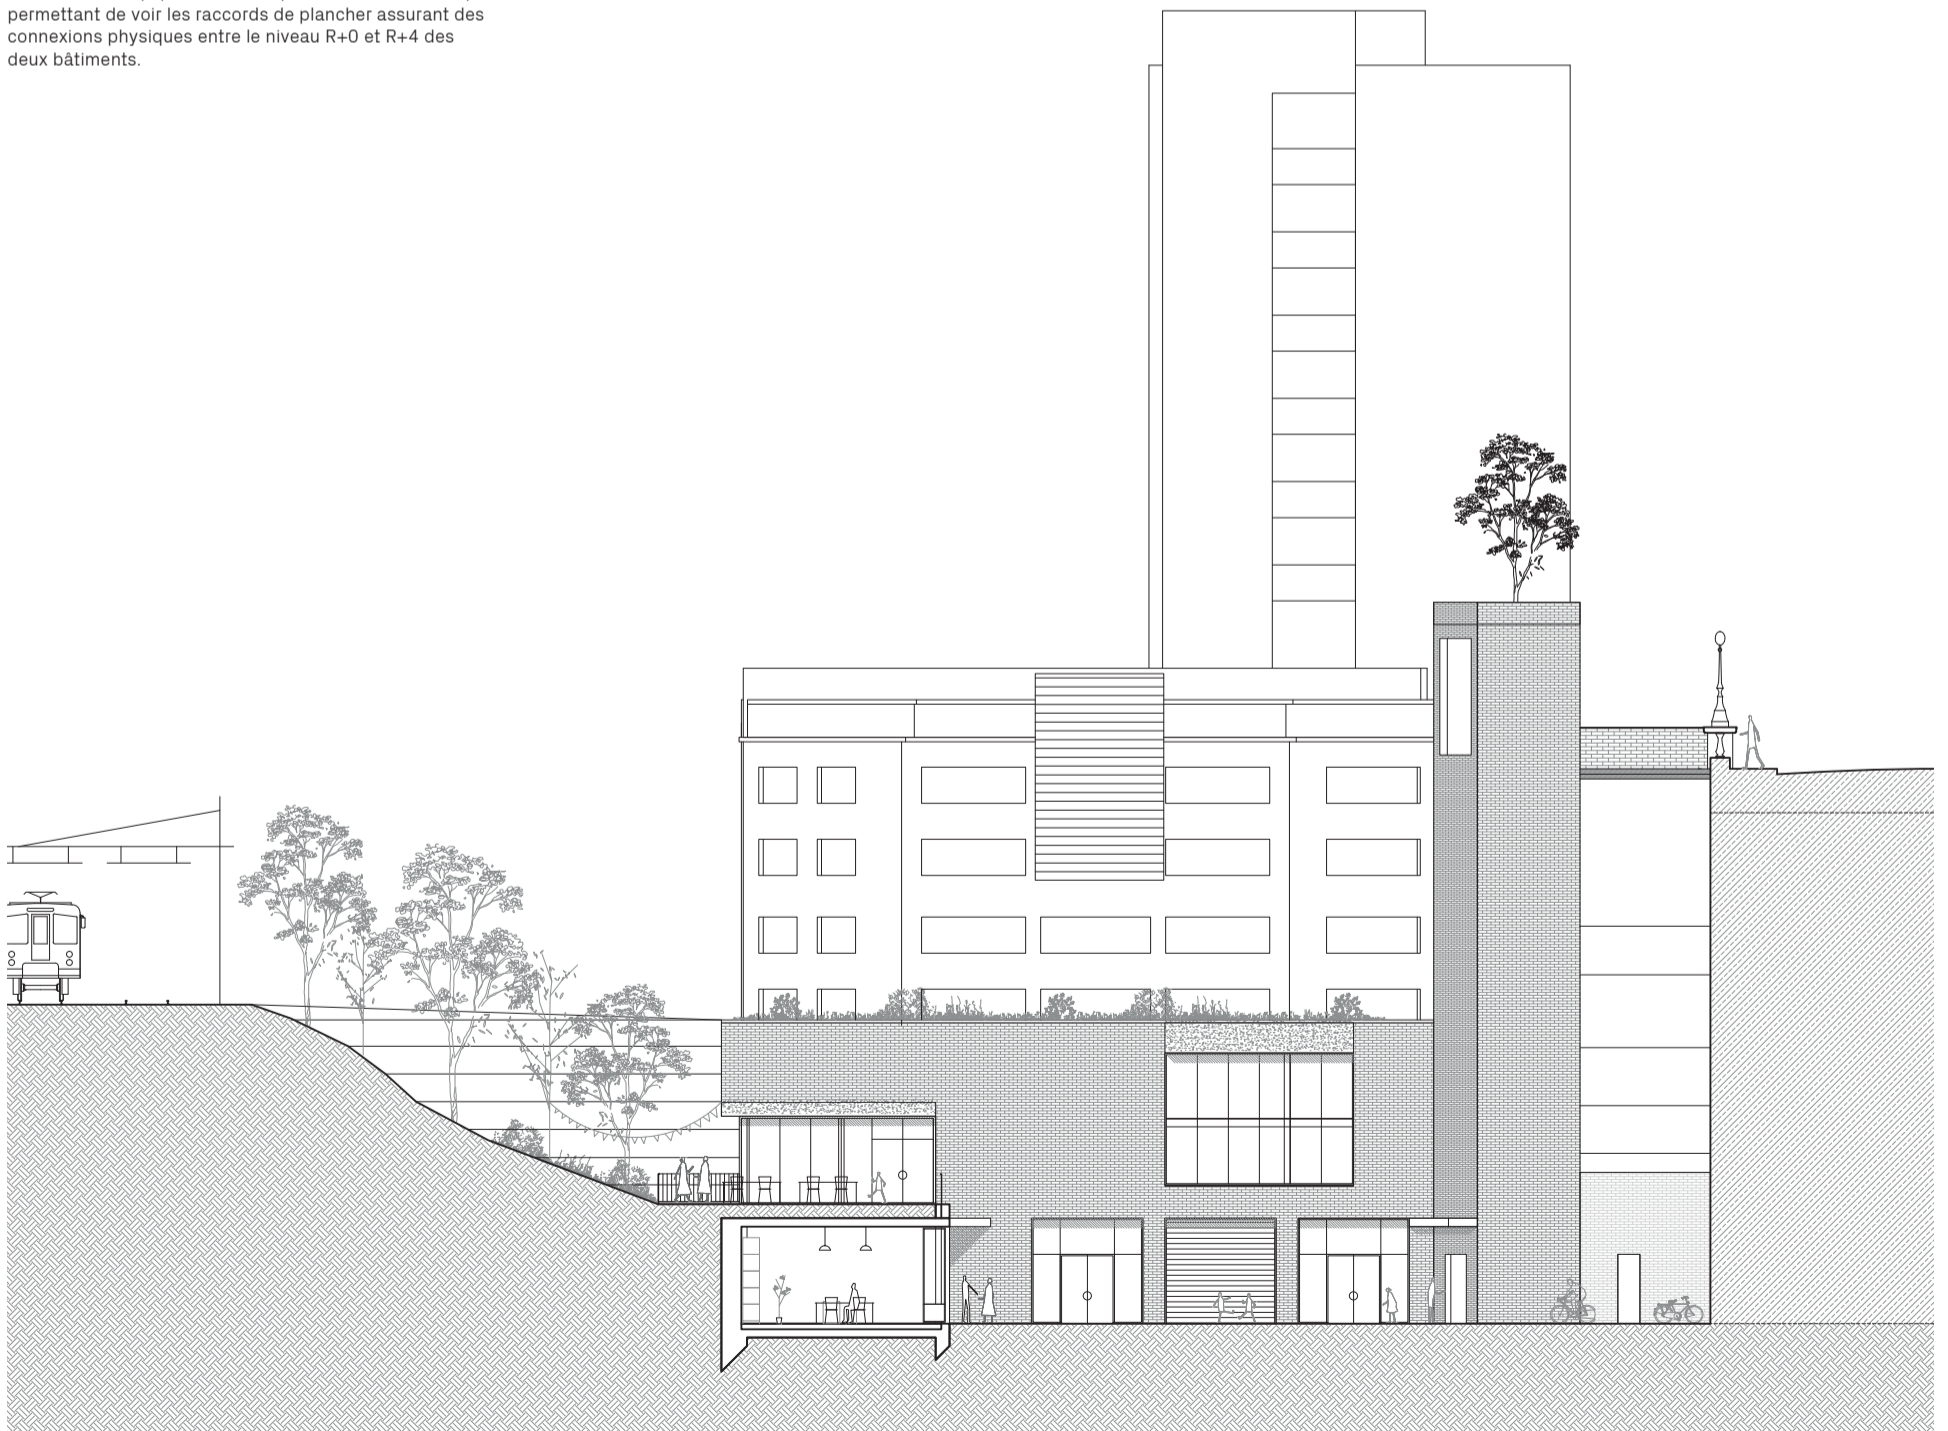 permettant de voir les raccords de plancher assurant des
connexions physiques entre le niveau R+0 et R+4 des
deux bâtiments.